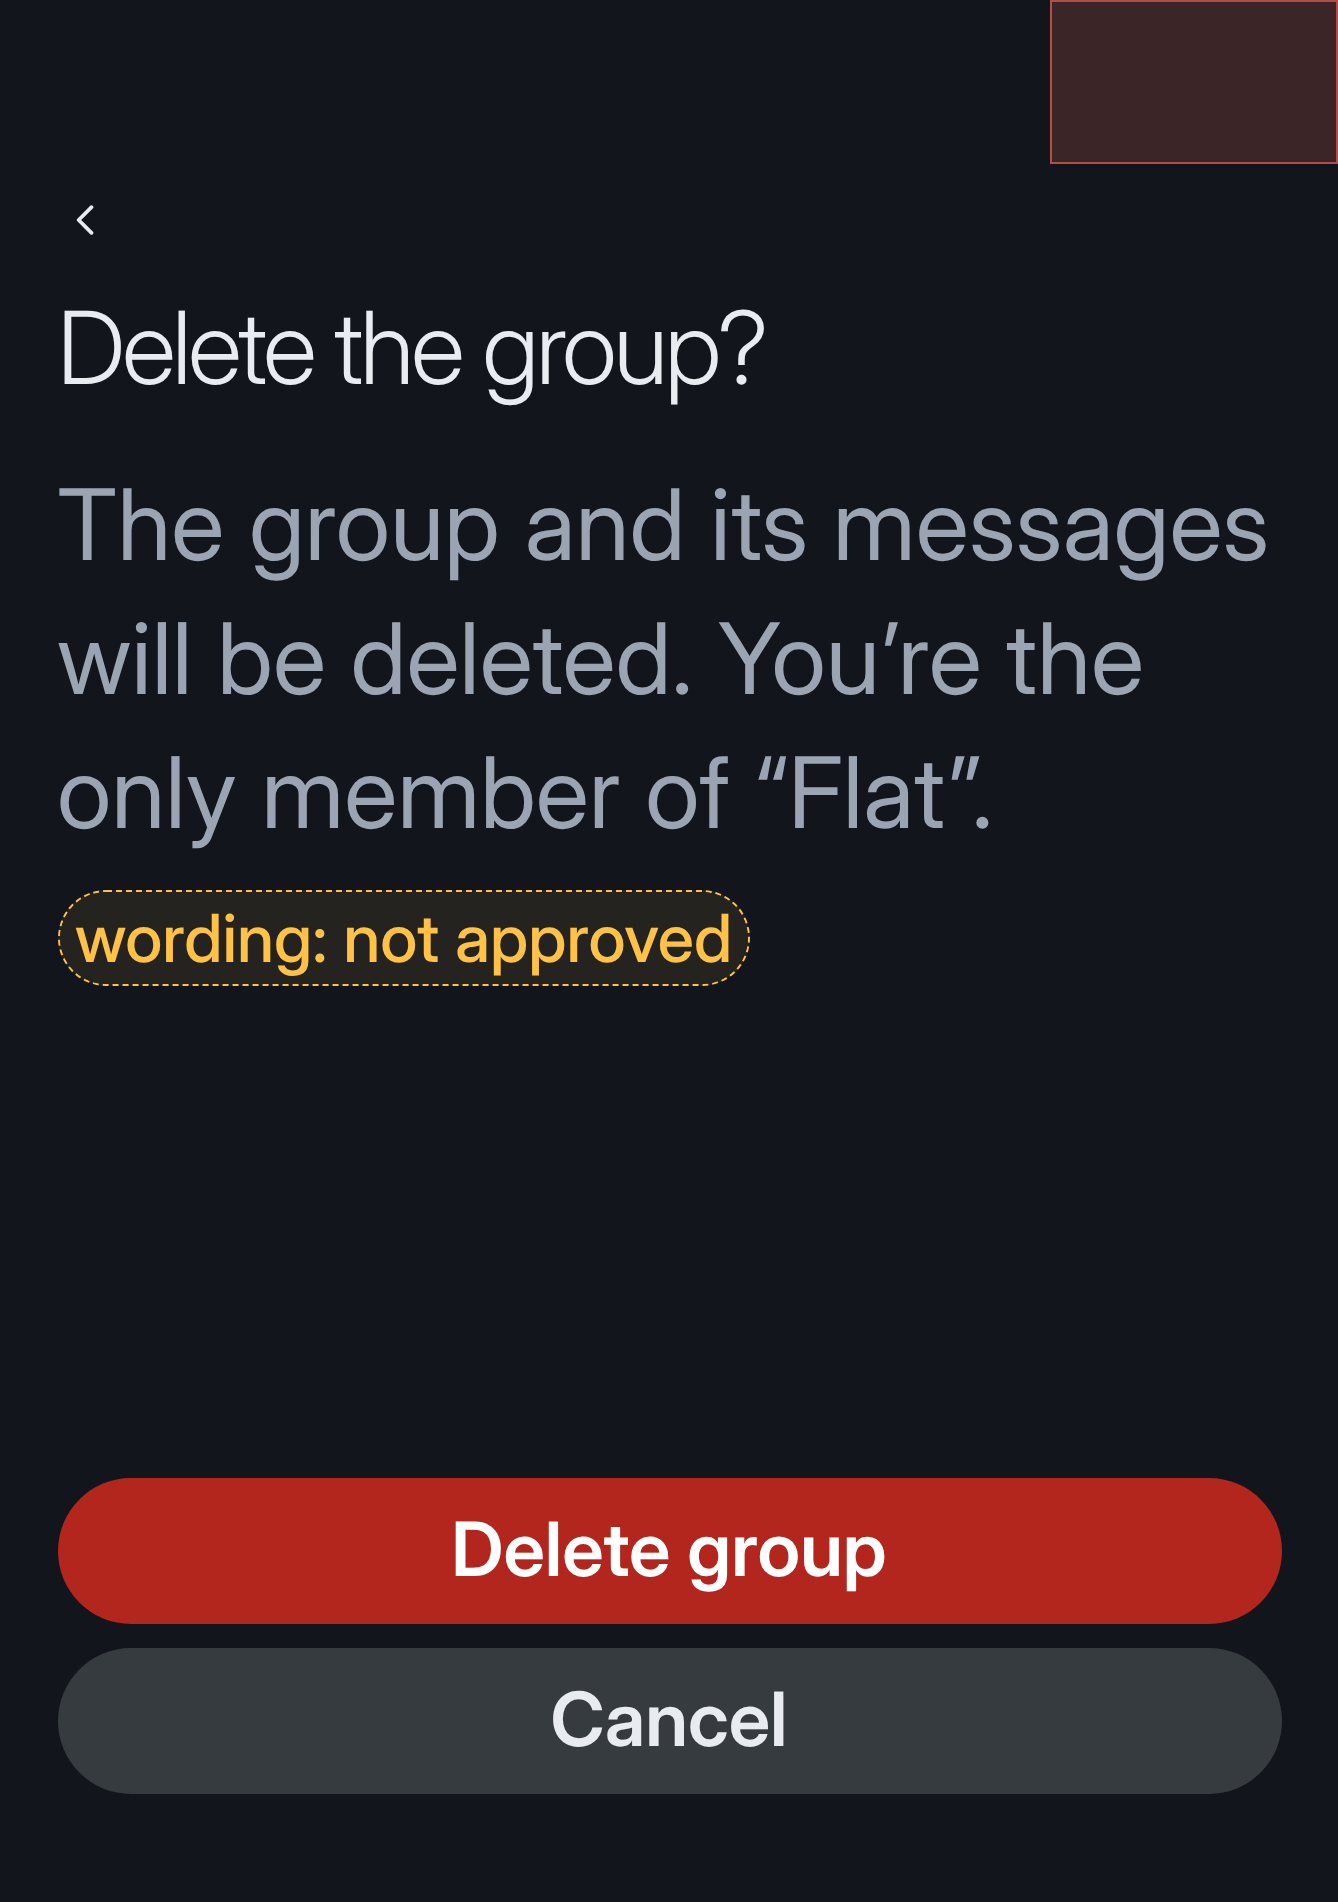 Delete the group?
The group and its messages
will be deleted. You’re the
only member of “Flat”.
wording: not approved
Delete group
Cancel